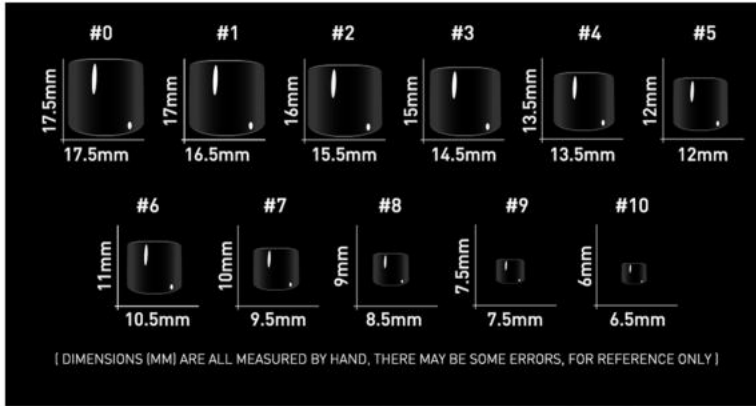 #0 #1 #2 #3 #4 #5
17.5mm 17mm 16mm 15mm 13.5mm 12mm
17.5mm 16.5mm 15.5mm 14.5mm 13.5mm 12mm
#6 #7 #8 #9 #10
11mm 10mm 9mm 7.5mm 6mm
10.5mm 9.5mm 8.5mm 7.5mm 6.5mm
[ DIMENSIONS (MM) ARE ALL MEASURED BY HAND, THERE MAY BE SOME ERRORS, FOR REFERENCE ONLY ]